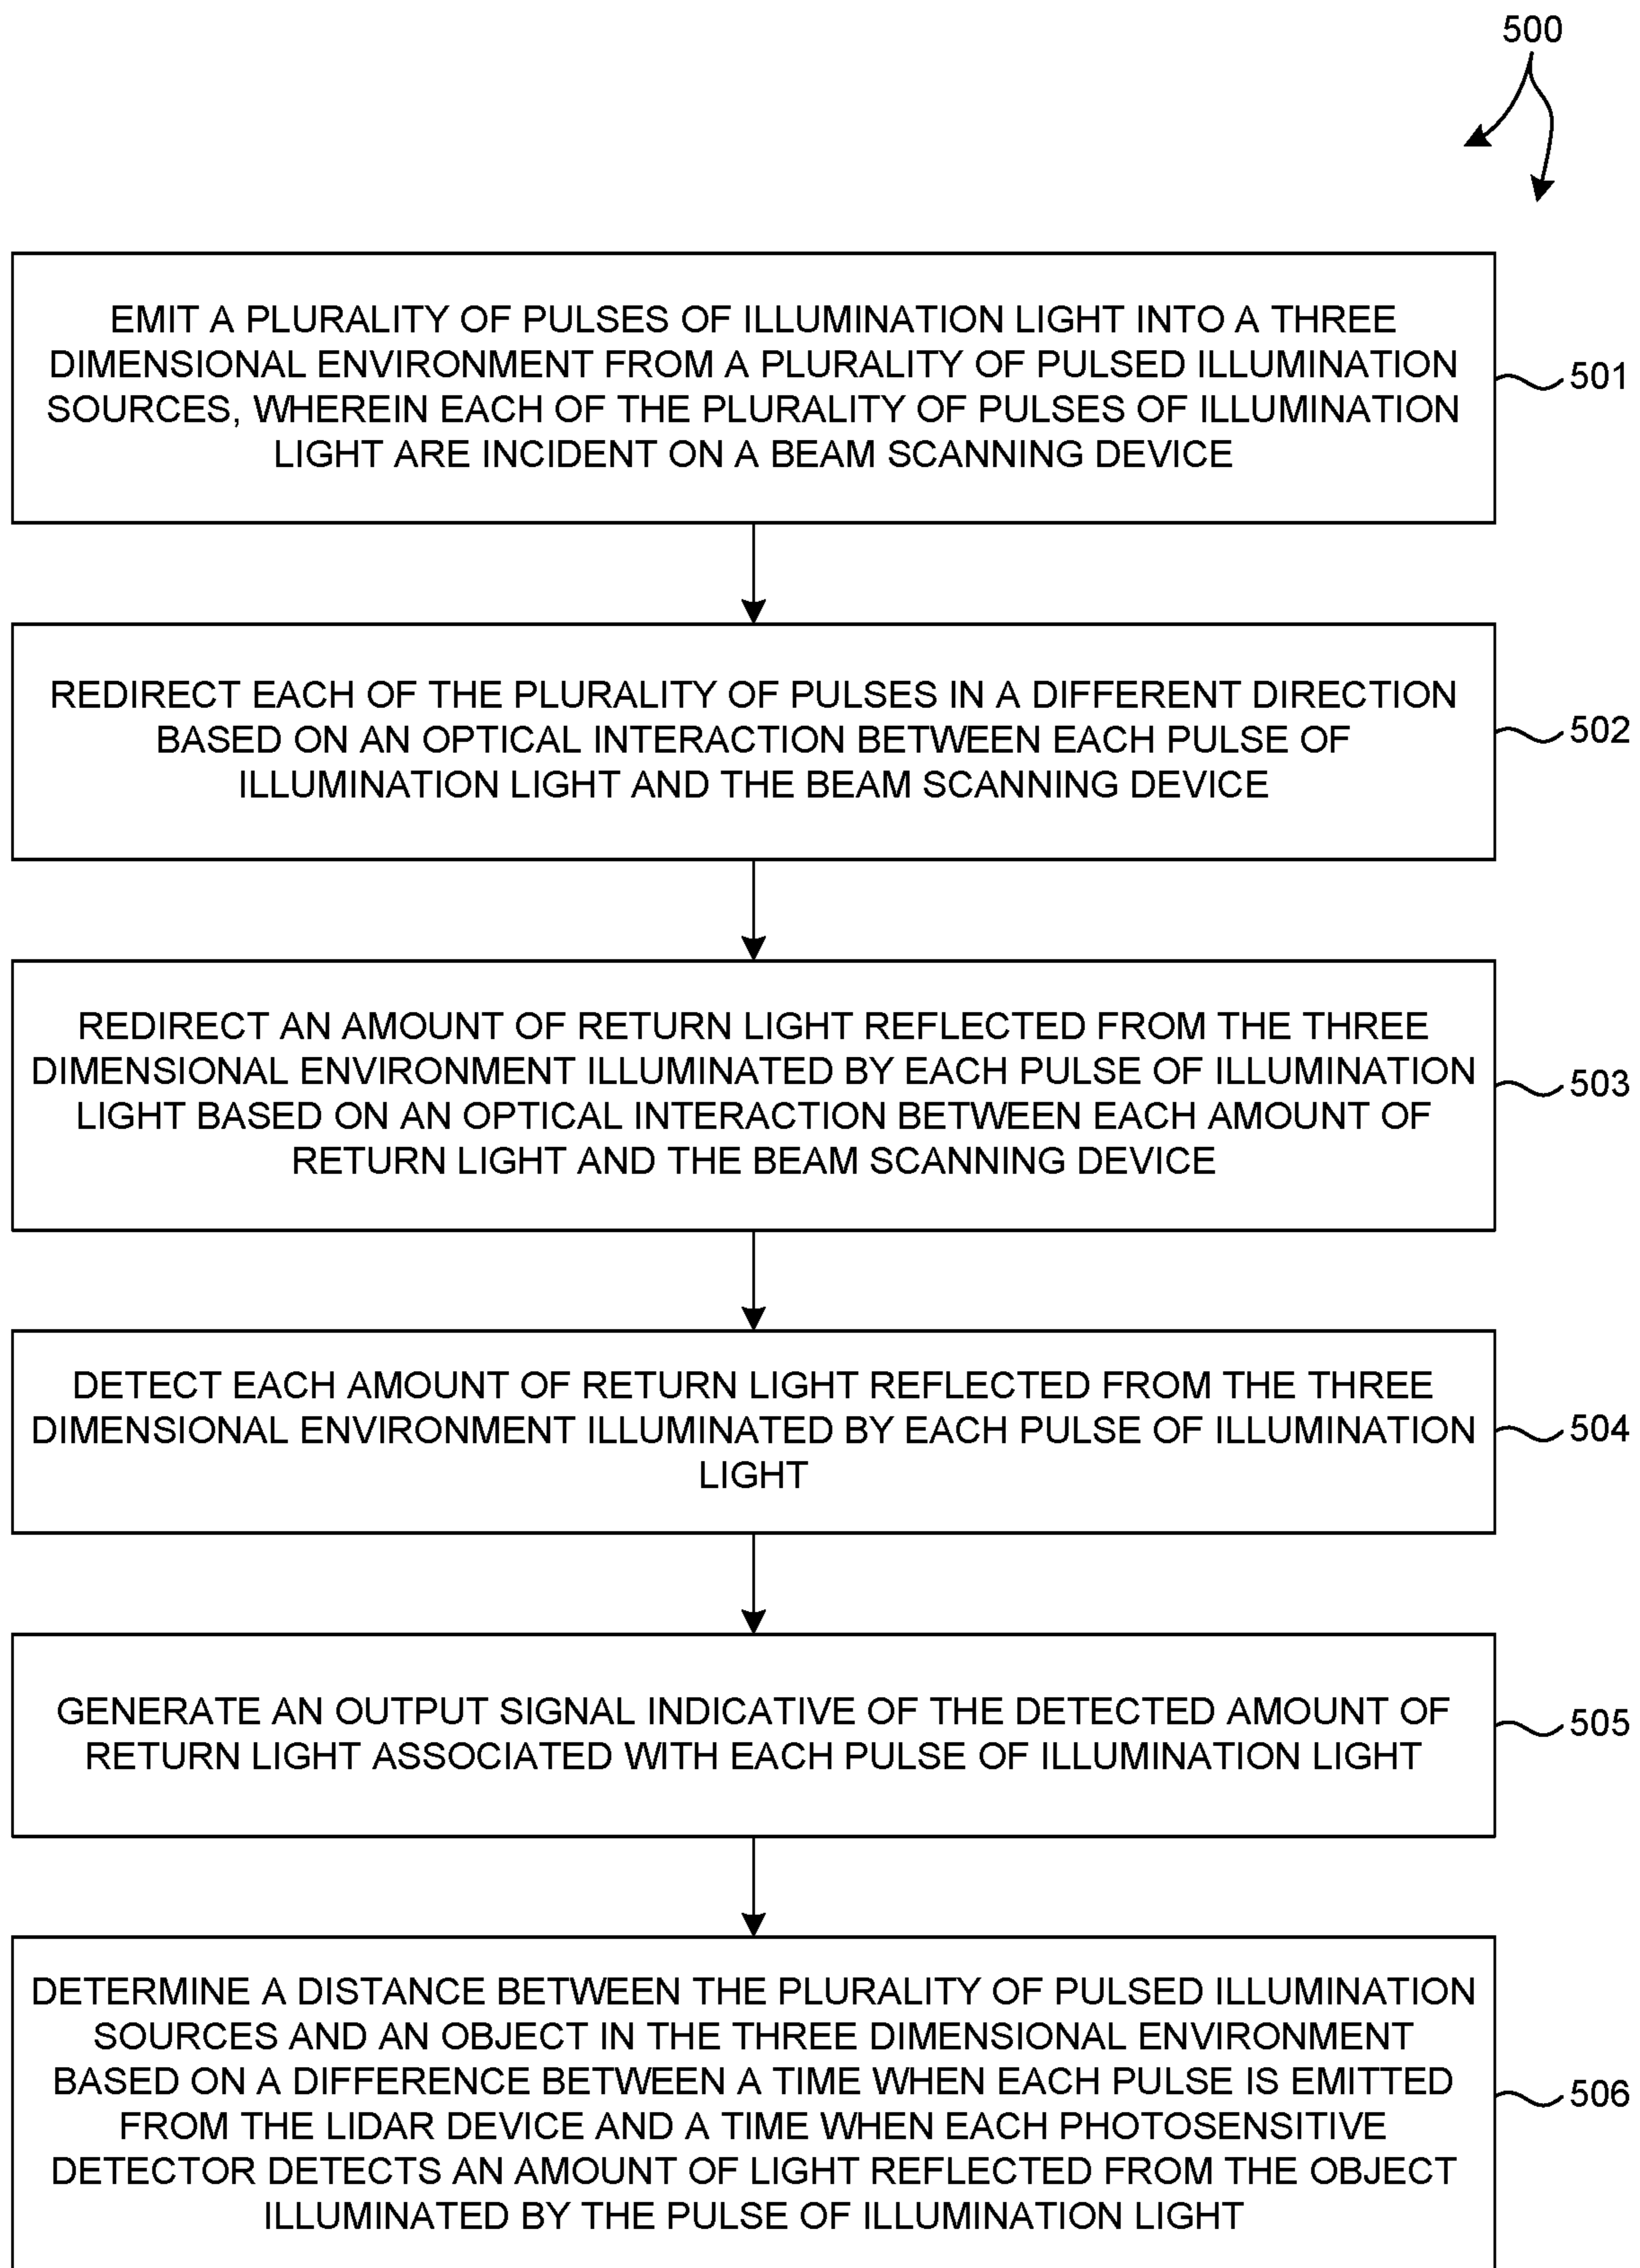 500
EMIT A PLURALITY OF PULSES OF ILLUMINATION LIGHT INTO A THREE
DIMENSIONAL ENVIRONMENT FROM A PLURALITY OF PULSED ILLUMINATION
SOURCES, WHEREIN EACH OF THE PLURALITY OF PULSES OF ILLUMINATION
LIGHT ARE INCIDENT ON A BEAM SCANNING DEVICE
501
REDIRECT EACH OF THE PLURALITY OF PULSES IN A DIFFERENT DIRECTION
BASED ON AN OPTICAL INTERACTION BETWEEN EACH PULSE OF
ILLUMINATION LIGHT AND THE BEAM SCANNING DEVICE
502
REDIRECT AN AMOUNT OF RETURN LIGHT REFLECTED FROM THE THREE
DIMENSIONAL ENVIRONMENT ILLUMINATED BY EACH PULSE OF ILLUMINATION
LIGHT BASED ON AN OPTICAL INTERACTION BETWEEN EACH AMOUNT OF
RETURN LIGHT AND THE BEAM SCANNING DEVICE
503
DETECT EACH AMOUNT OF RETURN LIGHT REFLECTED FROM THE THREE
DIMENSIONAL ENVIRONMENT ILLUMINATED BY EACH PULSE OF ILLUMINATION
LIGHT
504
GENERATE AN OUTPUT SIGNAL INDICATIVE OF THE DETECTED AMOUNT OF
RETURN LIGHT ASSOCIATED WITH EACH PULSE OF ILLUMINATION LIGHT
505
DETERMINE A DISTANCE BETWEEN THE PLURALITY OF PULSED ILLUMINATION
SOURCES AND AN OBJECT IN THE THREE DIMENSIONAL ENVIRONMENT
BASED ON A DIFFERENCE BETWEEN A TIME WHEN EACH PULSE IS EMITTED
FROM THE LIDAR DEVICE AND A TIME WHEN EACH PHOTOSENSITIVE
DETECTOR DETECTS AN AMOUNT OF LIGHT REFLECTED FROM THE OBJECT
ILLUMINATED BY THE PULSE OF ILLUMINATION LIGHT
506